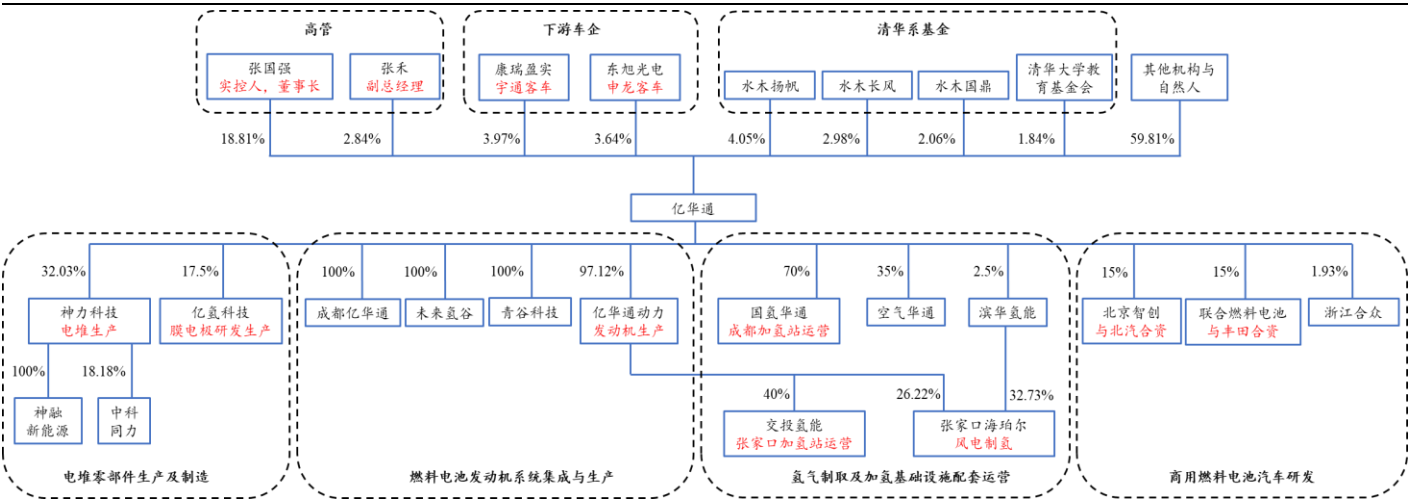 高管
下游车企
清华系基金
张国强
实控人，董事长
张禾
副总经理
康瑞盈实
宇通客车
东旭光电
申龙客车
水木扬帆
水木长风
水木国鼎
清华大学教
育基金会
其他机构与
自然人
18.81%
2.84%
3.97%
3.64%
4.05%
2.98%
2.06%
1.84%
59.81%
亿华通
32.03%
17.5%
100%
100%
100%
97.12%
70%
35%
2.5%
15%
15%
1.93%
神力科技
电堆生产
亿氢科技
膜电极研发生产
成都亿华通
未来氢谷
青谷科技
亿华通动力
发动机生产
国氢华通
成都加氢站运营
空气华通
滨华氢能
北京智创
与北汽合资
联合燃料电池
与丰田合资
浙江合众
100%
18.18%
40%
26.22%
32.73%
神融
新能源
中科
同力
交投氢能
张家口加氢站运营
张家口海珀尔
风电制氢
电堆零部件生产及制造
燃料电池发动机系统集成与生产
氢气制取及加氢基础设施配套运营
商用燃料电池汽车研发